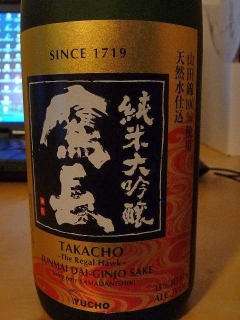 SINCE 1719
山田錦100%使用
天然水仕込
純米大吟醸
鷹長
TAKACHO
-The Regal Hawk-
JUNMAI DAI-GINJO SAKE
YUCHO